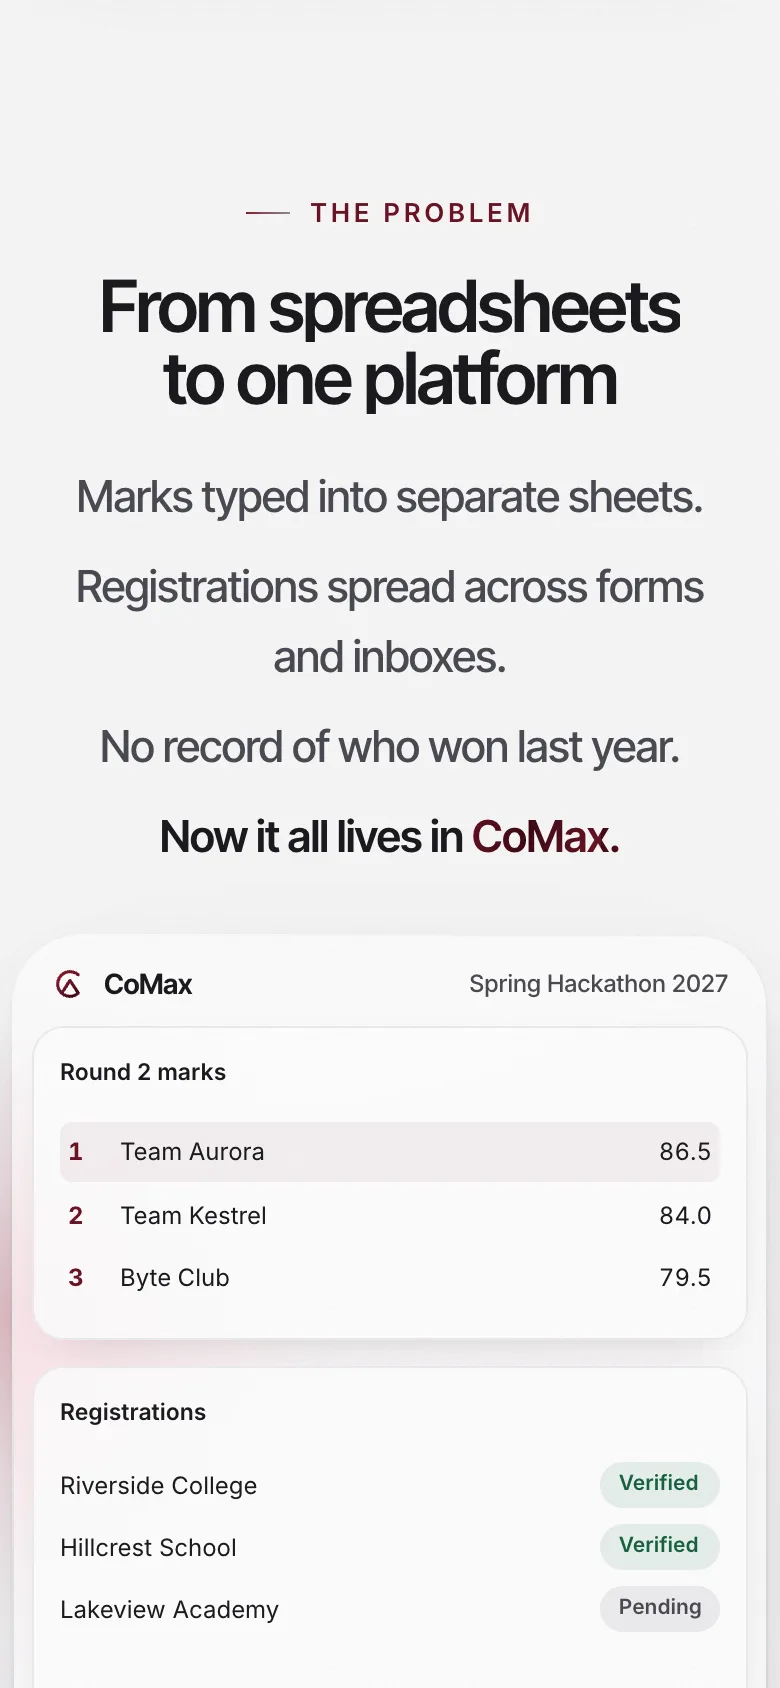 THE PROBLEM
From spreadsheets
to one platform
Marks typed into separate sheets.
Registrations spread across forms
and inboxes.
No record of who won last year.
Now it all lives in CoMax.
CoMax Spring Hackathon 2027
Round 2 marks
1 Team Aurora 86.5
2 Team Kestrel 84.0
3 Byte Club 79.5
Registrations
Riverside College Verified
Hillcrest School Verified
Lakeview Academy Pending